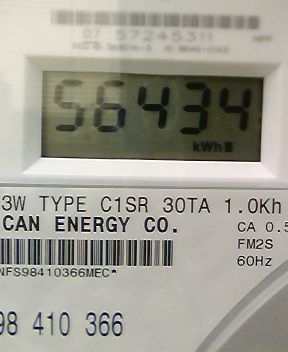 07 57245311
56434
kWh
3W TYPE C1SR 30TA 1.0Kh
CAN ENERGY CO.
CA 0.5
FM2S
NFS98410366MEC*
60Hz
98 410 366